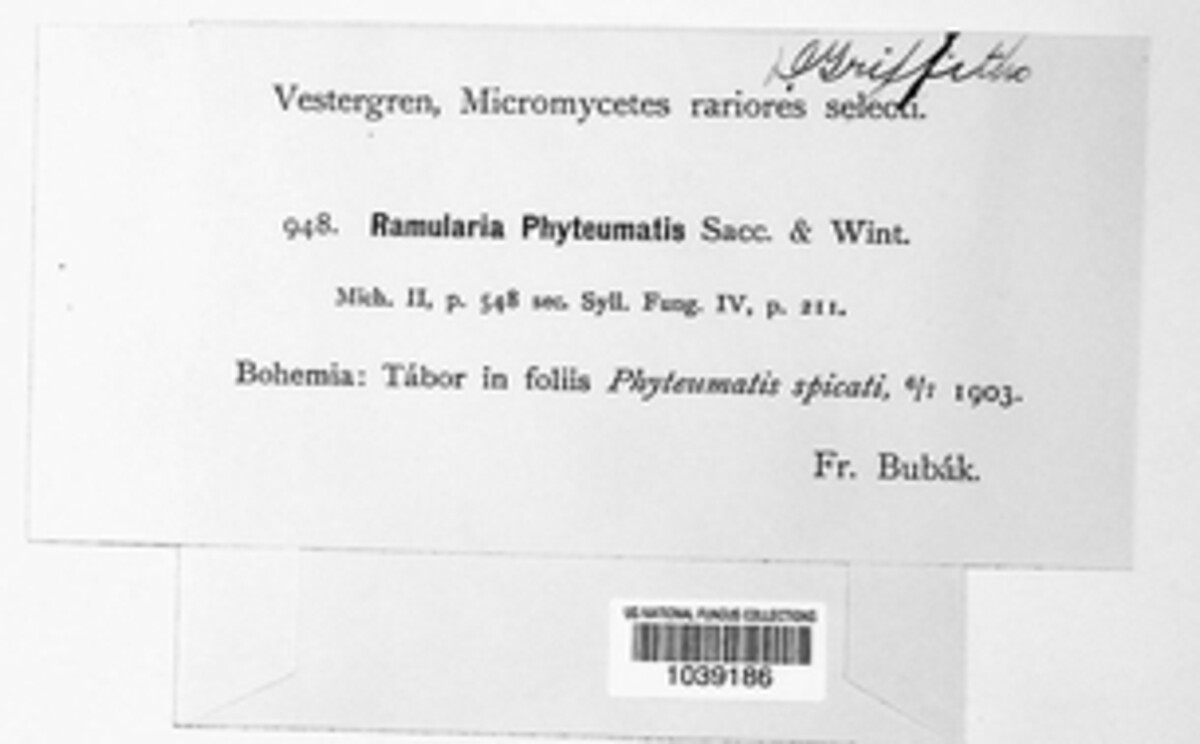 D Griffiths
Vestergren, Micromycetes rariores selecti.
948. Ramularia Phyteumatis Sacc. & Wint.
Mich. II, p. 548 sec. Syll. Fung. IV, p. 211.
Bohemia: Tábor in foliis Phyteumatis spicati, 1903.
Fr. Bubák.
US NATIONAL FUNGUS COLLECTIONS
1039186